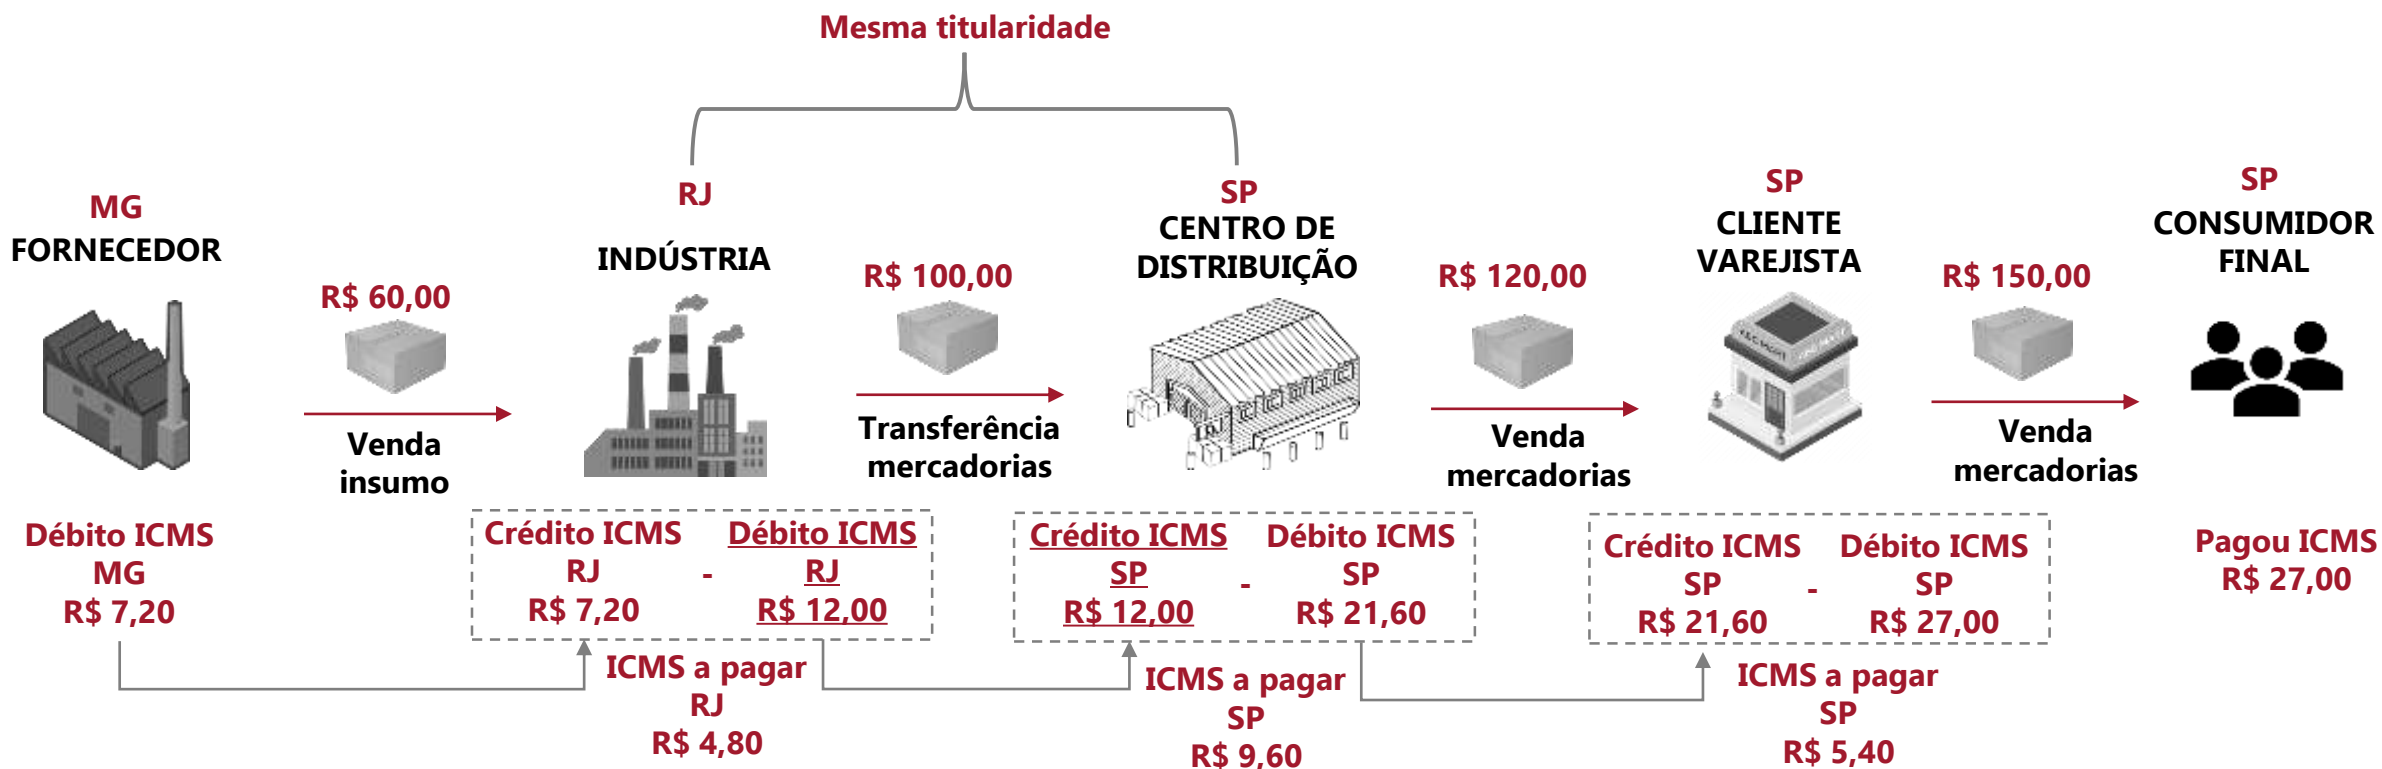 Mesma titularidade
MG
FORNECEDOR
R$ 60,00
Venda
insumo
RJ
INDÚSTRIA
R$ 100,00
Transferência
mercadorias
SP
CENTRO DE
DISTRIBUIÇÃO
R$ 120,00
Venda
mercadorias
SP
CLIENTE
VAREJISTA
R$ 150,00
Venda
mercadorias
SP
CONSUMIDOR
FINAL
Débito ICMS
MG
R$ 7,20
Crédito ICMS
RJ
R$ 7,20
-
Débito ICMS
RJ
R$ 12,00
ICMS a pagar
RJ
R$ 4,80
Crédito ICMS
SP
R$ 12,00
-
Débito ICMS
SP
R$ 21,60
ICMS a pagar
SP
R$ 9,60
Crédito ICMS
SP
R$ 21,60
-
Débito ICMS
SP
R$ 27,00
ICMS a pagar
SP
R$ 5,40
Pagou ICMS
R$ 27,00